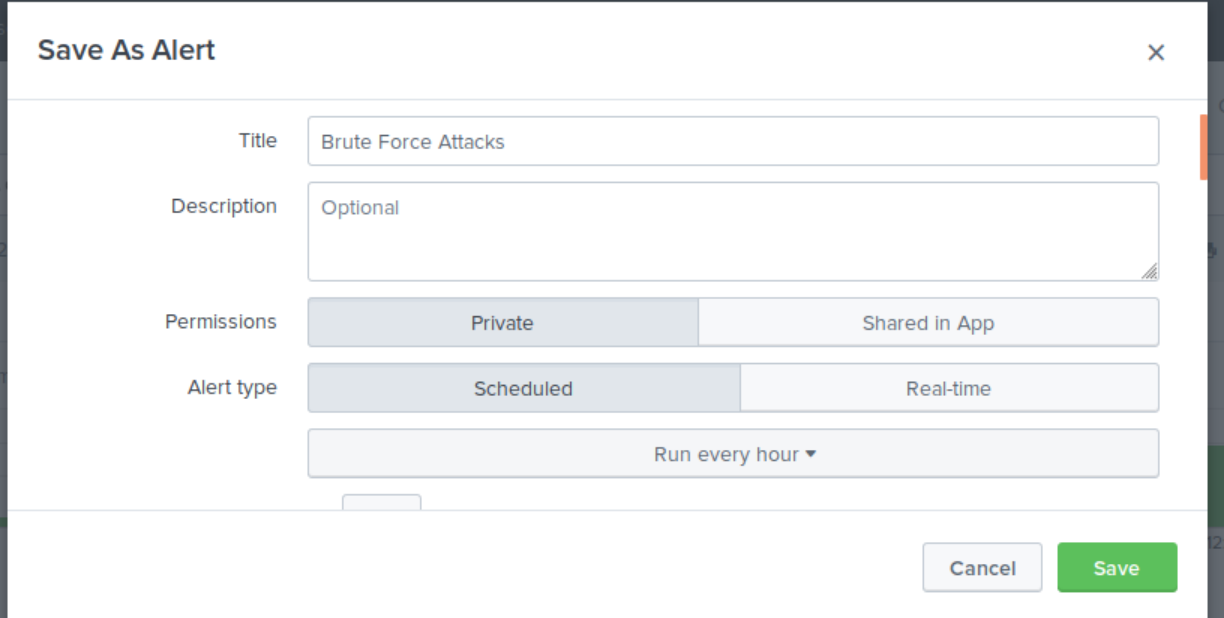 Save As Alert
×
Title Brute Force Attacks
Description Optional
Permissions Private Shared in App
Alert type Scheduled Real-time
Run every hour
Cancel Save